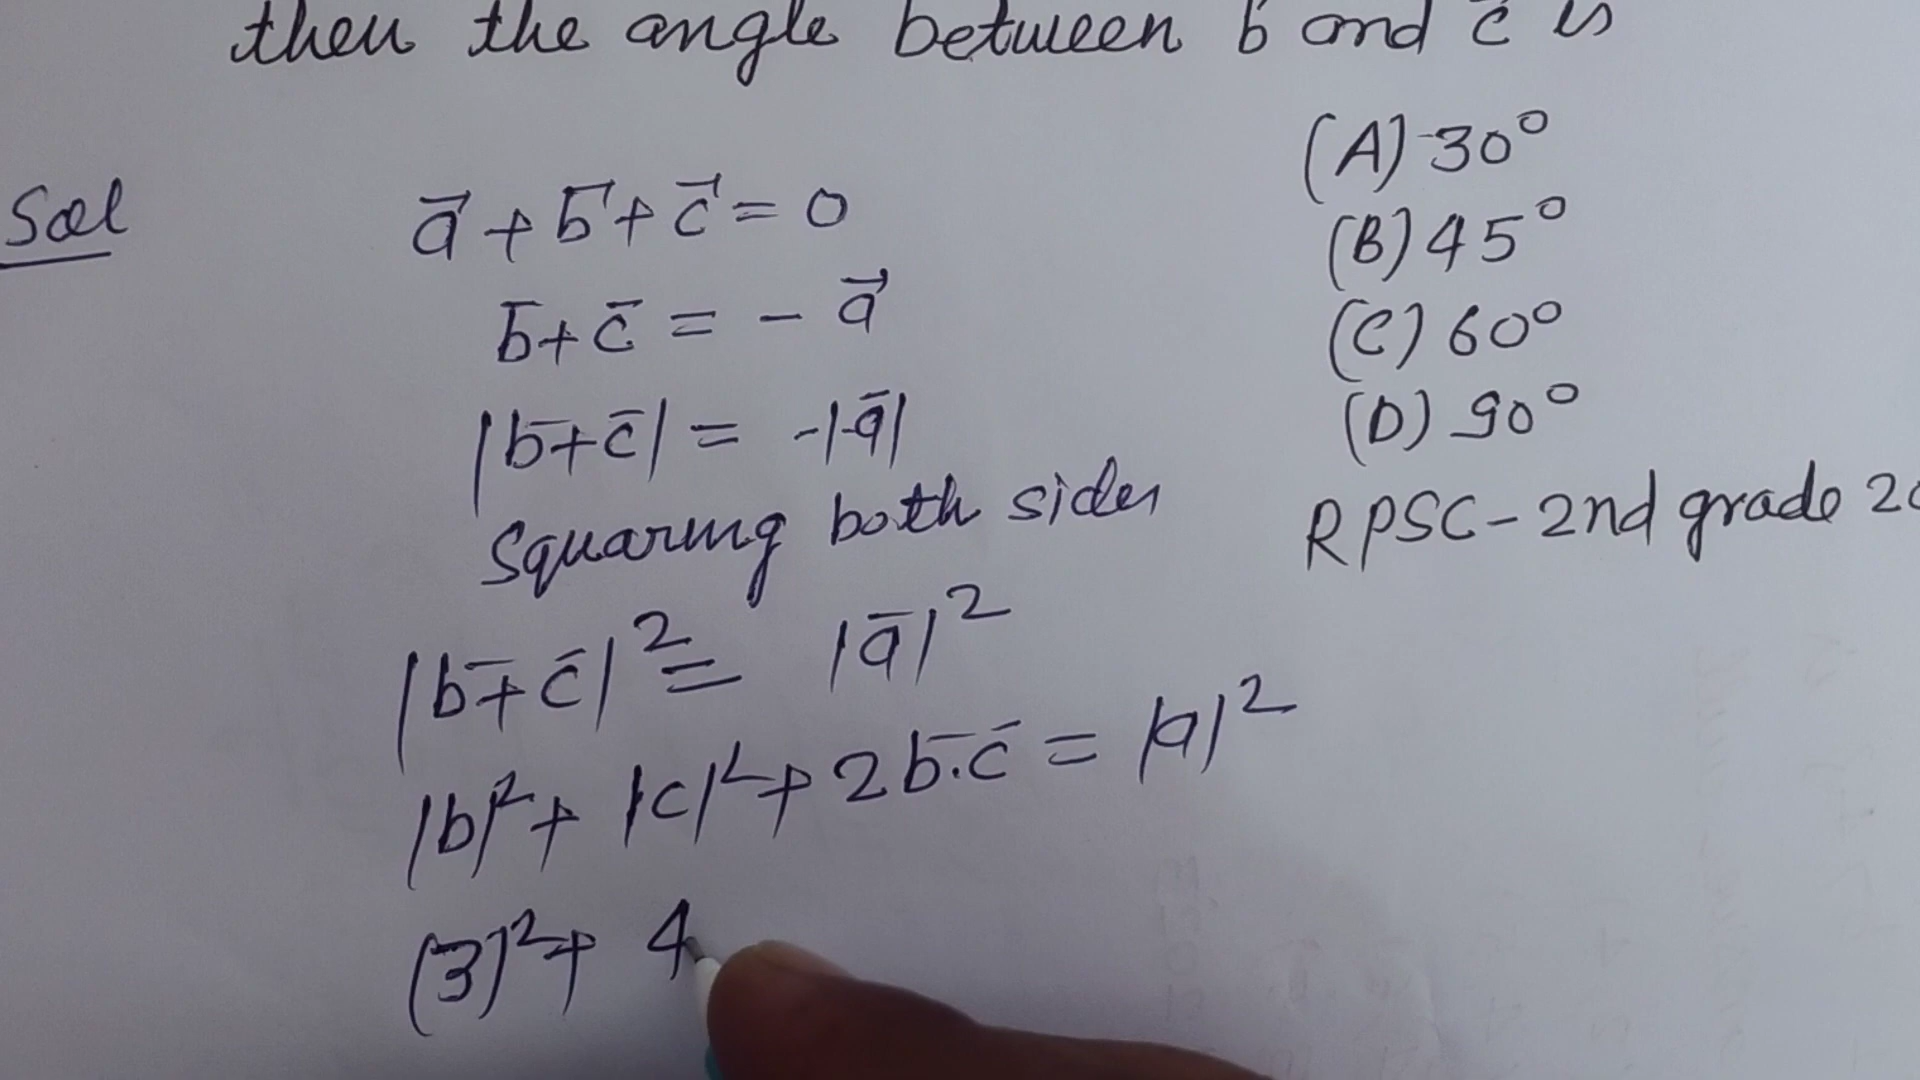 then the angle between b̄ and c̄ is
(A) 30°
(B) 45°
(C) 60°
(D) 90°
RPSC-2nd grade
Sol
a⃗ + b⃗ + c⃗ = 0
b̄+c̄ = - a⃗
|b̄+c̄| = -|-ā|
Squaring both sides
|b̄+c̄|² = |ā|²
|b|² + |c|² + 2b̄.c̄ = |a|²
(3)² + 4